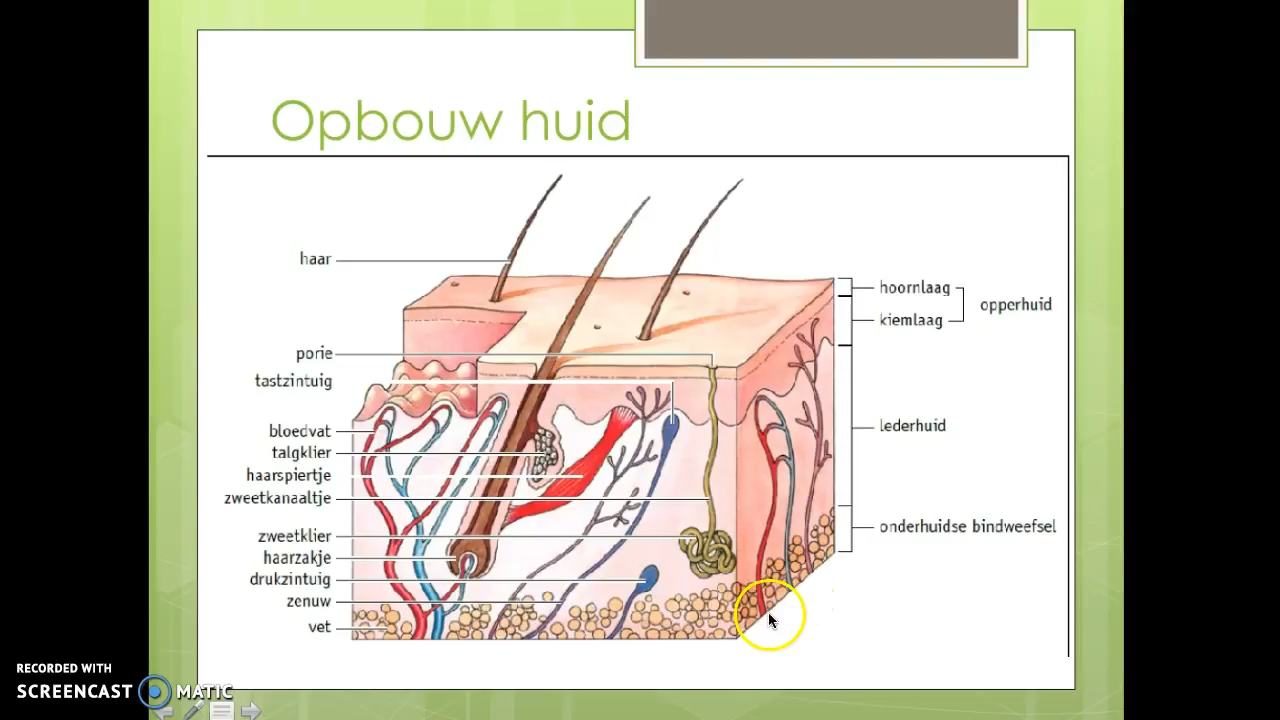 Opbouw huid
haar
porie
tastzintuig
bloedvat
talgklier
haarspiertje
zweetkanaaltje
zweetklier
haarzakje
drukzintuig
zenuw
vet
hoornlaag
kiemlaag
opperhuid
lederhuid
onderhuidse bindweefsel
RECORDED WITH
SCREENCAST MATIC